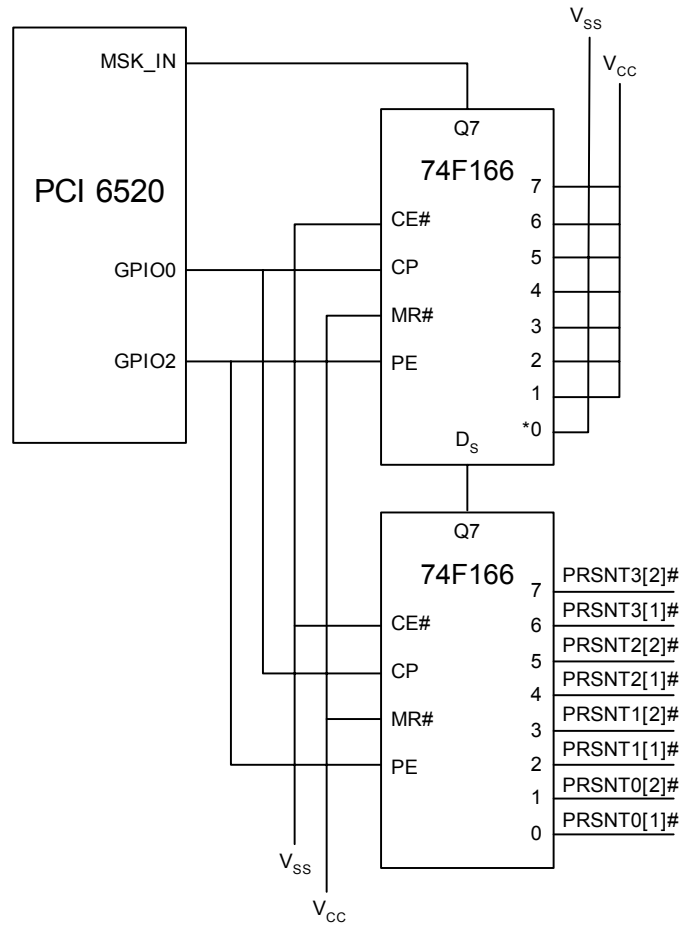 VSS
VCC
MSK_IN
PCI 6520
GPIO0
GPIO2
Q7
74F166
CE#
CP
MR#
PE
7
6
5
4
3
2
1
*0
DS
Q7
74F166
CE#
CP
MR#
PE
7
6
5
4
3
2
1
0
PRSNT3[2]#
PRSNT3[1]#
PRSNT2[2]#
PRSNT2[1]#
PRSNT1[2]#
PRSNT1[1]#
PRSNT0[2]#
PRSNT0[1]#
VSS
VCC